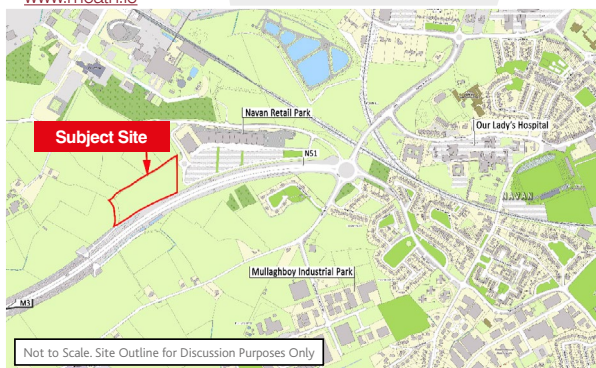 www.meath.ie
Navan Retail Park
Our Lady's Hospital
Subject Site
N51
NAVAN
Mullaghboy Industrial Park
M3
Not to Scale. Site Outline for Discussion Purposes Only